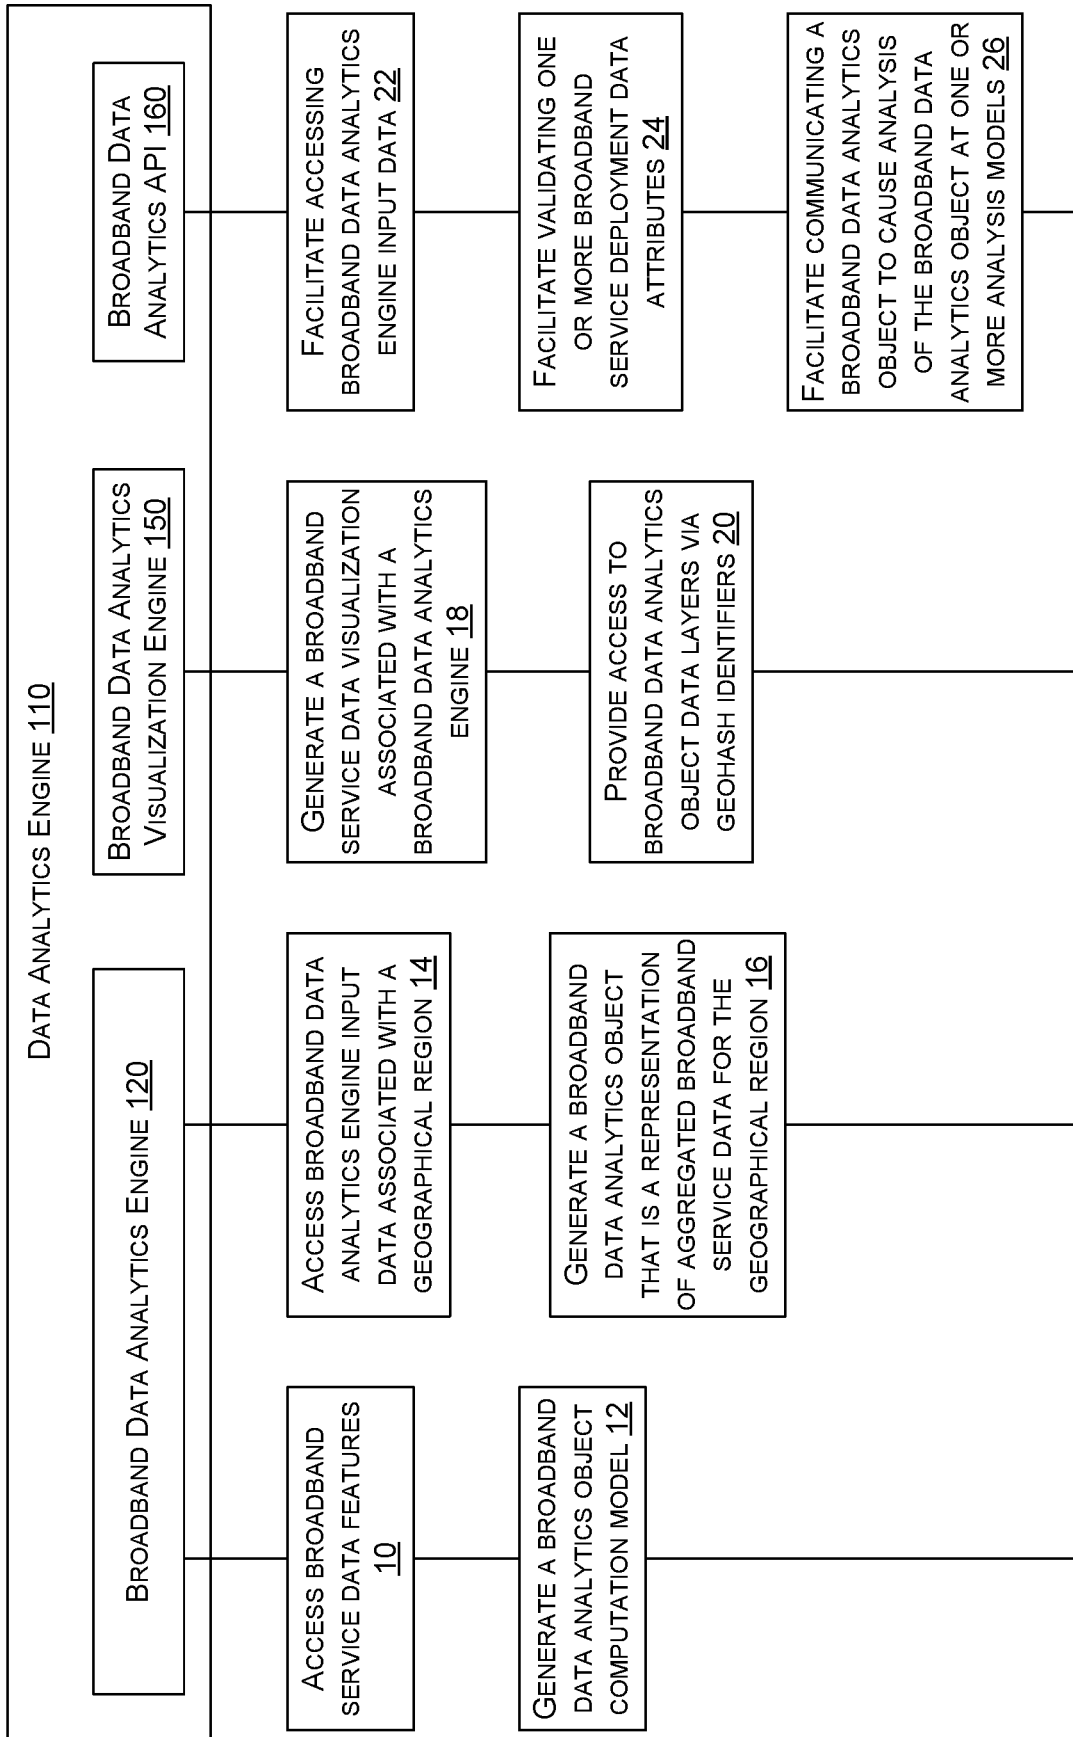 DATA ANALYTICS ENGINE 110
BROADBAND DATA ANALYTICS ENGINE 120
BROADBAND DATA ANALYTICS
VISUALIZATION ENGINE 150
BROADBAND DATA
ANALYTICS API 160
ACCESS BROADBAND
SERVICE DATA FEATURES
10
GENERATE A BROADBAND
DATA ANALYTICS OBJECT
COMPUTATION MODEL 12
ACCESS BROADBAND DATA
ANALYTICS ENGINE INPUT
DATA ASSOCIATED WITH A
GEOGRAPHICAL REGION 14
GENERATE A BROADBAND
DATA ANALYTICS OBJECT
THAT IS A REPRESENTATION
OF AGGREGATED BROADBAND
SERVICE DATA FOR THE
GEOGRAPHICAL REGION 16
GENERATE A BROADBAND
SERVICE DATA VISUALIZATION
ASSOCIATED WITH A
BROADBAND DATA ANALYTICS
ENGINE 18
PROVIDE ACCESS TO
BROADBAND DATA ANALYTICS
OBJECT DATA LAYERS VIA
GEOHASH IDENTIFIERS 20
FACILITATE ACCESSING
BROADBAND DATA ANALYTICS
ENGINE INPUT DATA 22
FACILITATE VALIDATING ONE
OR MORE BROADBAND
SERVICE DEPLOYMENT DATA
ATTRIBUTES 24
FACILITATE COMMUNICATING A
BROADBAND DATA ANALYTICS
OBJECT TO CAUSE ANALYSIS
OF THE BROADBAND DATA
ANALYTICS OBJECT AT ONE OR
MORE ANALYSIS MODELS 26